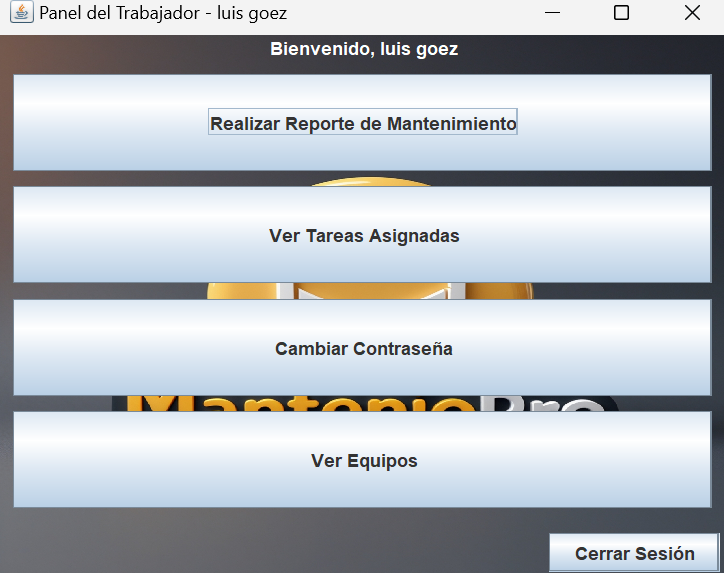 Panel del Trabajador - luis goez
Bienvenido, luis goez
Realizar Reporte de Mantenimiento
Ver Tareas Asignadas
Cambiar Contraseña
MantenioPro
Ver Equipos
Cerrar Sesión